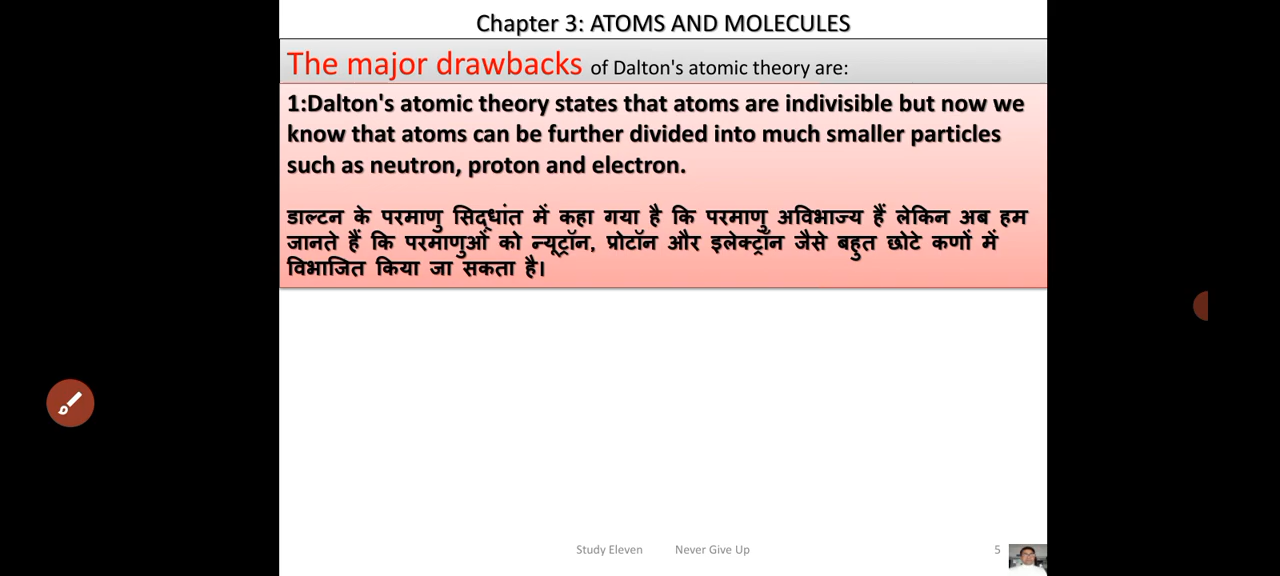 Chapter 3: ATOMS AND MOLECULES
The major drawbacks of Dalton's atomic theory are:
1:Dalton's atomic theory states that atoms are indivisible but now we
know that atoms can be further divided into much smaller particles
such as neutron, proton and electron.
डाल्टन के परमाणु सिद्धांत में कहा गया है कि परमाणु अविभाज्य हैं लेकिन अब हम
जानते हैं कि परमाणुओं को न्यूट्रॉन, प्रोटॉन और इलेक्ट्रॉन जैसे बहुत छोटे कणों में
विभाजित किया जा सकता है।
Study Eleven Never Give Up 5